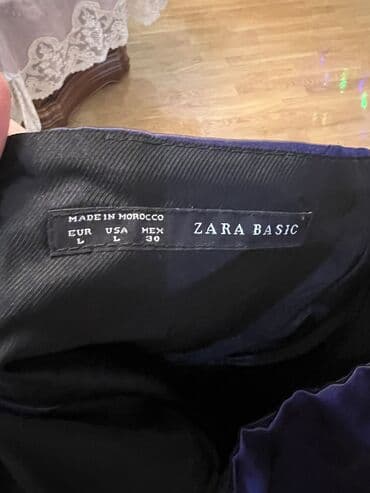 MADE IN MOROCCO
EUR USA MEX
L L 30
ZARA BASIC